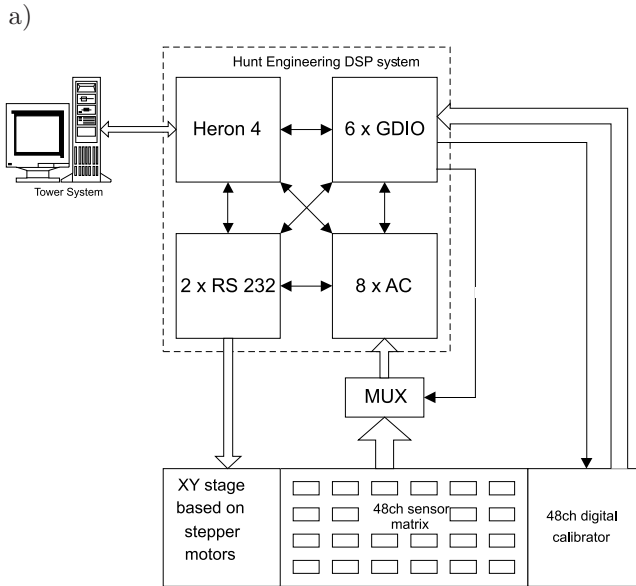 a)
Hunt Engineering DSP system
Heron 4
6 x GDIO
Tower System
2 x RS 232
8 x AC
MUX
XY stage
based on
stepper
motors
48ch sensor
matrix
48ch digital
calibrator